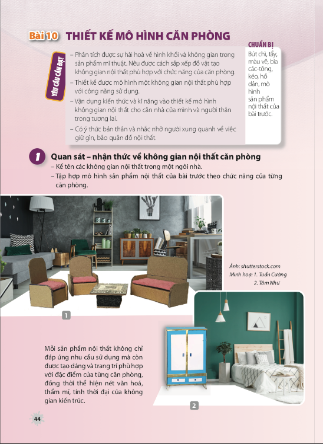 Bài 10 THIẾT KẾ MÔ HÌNH CĂN PHÒNG
YÊU CẦU CẦN ĐẠT
– Phân tích được sự hài hoà về hình khối và không gian trong
sản phẩm mĩ thuật. Nêu được cách sắp xếp đồ vật tạo
không gian nội thất phù hợp với chức năng của căn phòng.
– Thiết kế được mô hình một không gian nội thất phù hợp
với công năng sử dụng.
– Vận dụng kiến thức và kĩ năng vào thiết kế mô hình
không gian nội thất cho căn nhà của mình và người thân
trong tương lai.
– Có ý thức bản thân và nhắc nhở người xung quanh về việc
giữ gìn, bảo quản đồ nội thất.
CHUẨN BỊ
Bút chì, tẩy,
màu vẽ, bìa
các-tông,
kéo, hồ
dán, mô
hình
sản phẩm
nội thất của
bài trước.
1 Quan sát – nhận thức về không gian nội thất căn phòng
– Kể tên các không gian nội thất trong một ngôi nhà.
– Tập hợp mô hình sản phẩm nội thất của bài trước theo chức năng của từng
căn phòng.
Ảnh: shutterstock.com
Minh hoạ: 1. Tuấn Cường
2. Tâm Như
1
Mỗi sản phẩm nội thất không chỉ
đáp ứng nhu cầu sử dụng mà còn
được tạo dáng và trang trí phù hợp
với đặc điểm của từng căn phòng,
đồng thời thể hiện nét văn hoá,
thẩm mĩ, tính thời đại của không
gian kiến trúc.
2
44